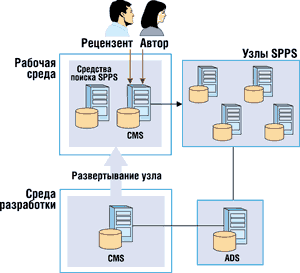 Рецензент Автор
Рабочая
среда
Узлы SPPS
Средства
поиска SPPS
CMS
Развертывание узла
Среда
разработки
CMS
ADS